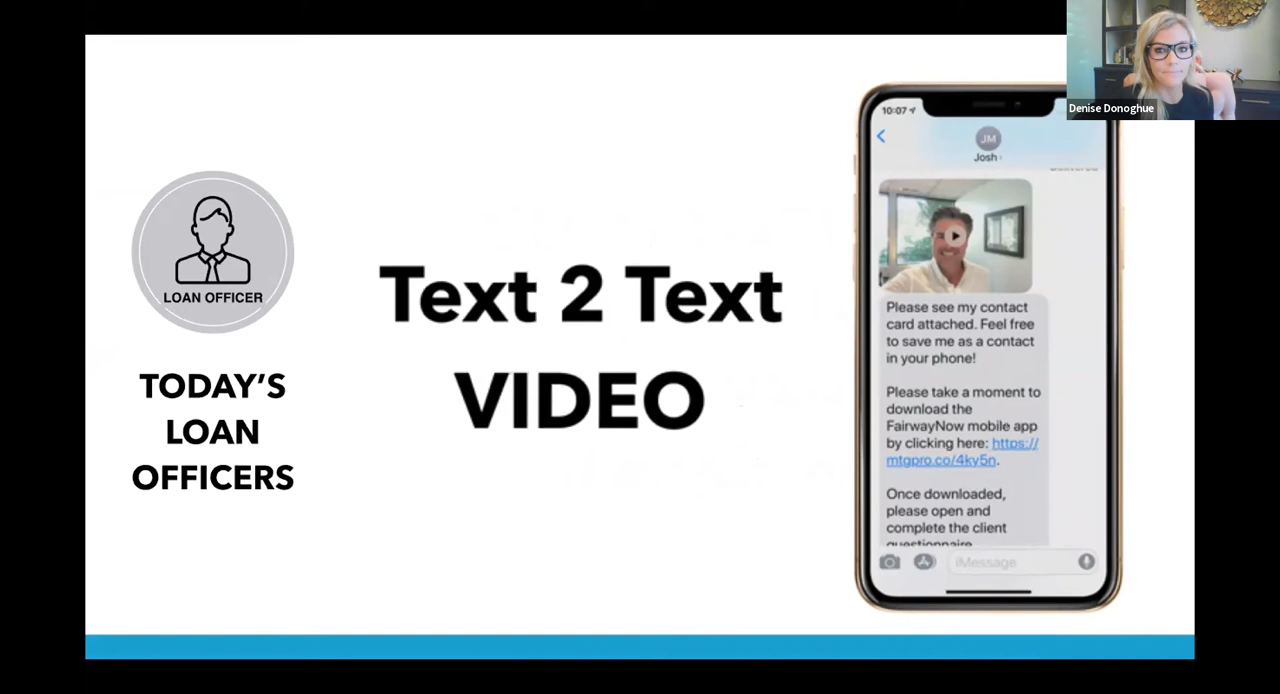 Denise Donoghue
LOAN OFFICER
TODAY'S
LOAN
OFFICERS
Text 2 Text
VIDEO
10:07
JM
Josh
Delivered
Please see my contact
card attached. Feel free
to save me as a contact
in your phone!
Please take a moment to
download the
FairwayNow mobile app
by clicking here: https://
mtgpro.co/4ky5n.
Once downloaded,
please open and
complete the client
questionnaire
iMessage